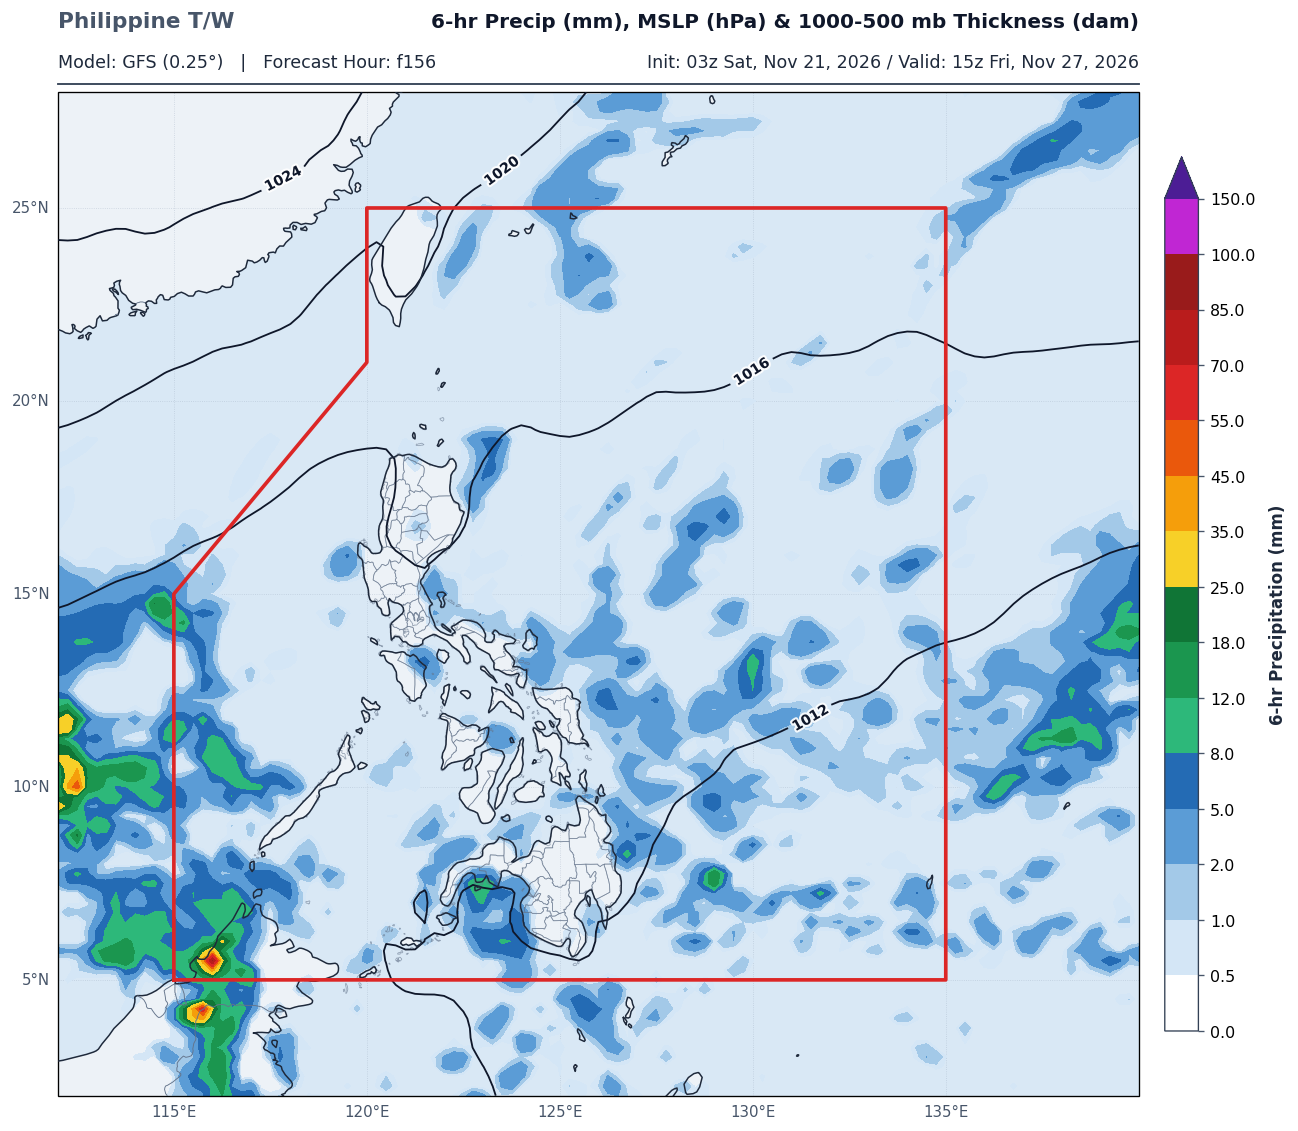 Philippine T/W
6-hr Precip (mm), MSLP (hPa) & 1000-500 mb Thickness (dam)
Model: GFS (0.25°)   |   Forecast Hour: f156
Init: 03z Sat, Nov 21, 2026 / Valid: 15z Fri, Nov 27, 2026
1024
1020
1016
1012
25°N
20°N
15°N
10°N
5°N
115°E
120°E
125°E
130°E
135°E
150.0
100.0
85.0
70.0
55.0
45.0
35.0
25.0
18.0
12.0
8.0
5.0
2.0
1.0
0.5
0.0
6-hr Precipitation (mm)